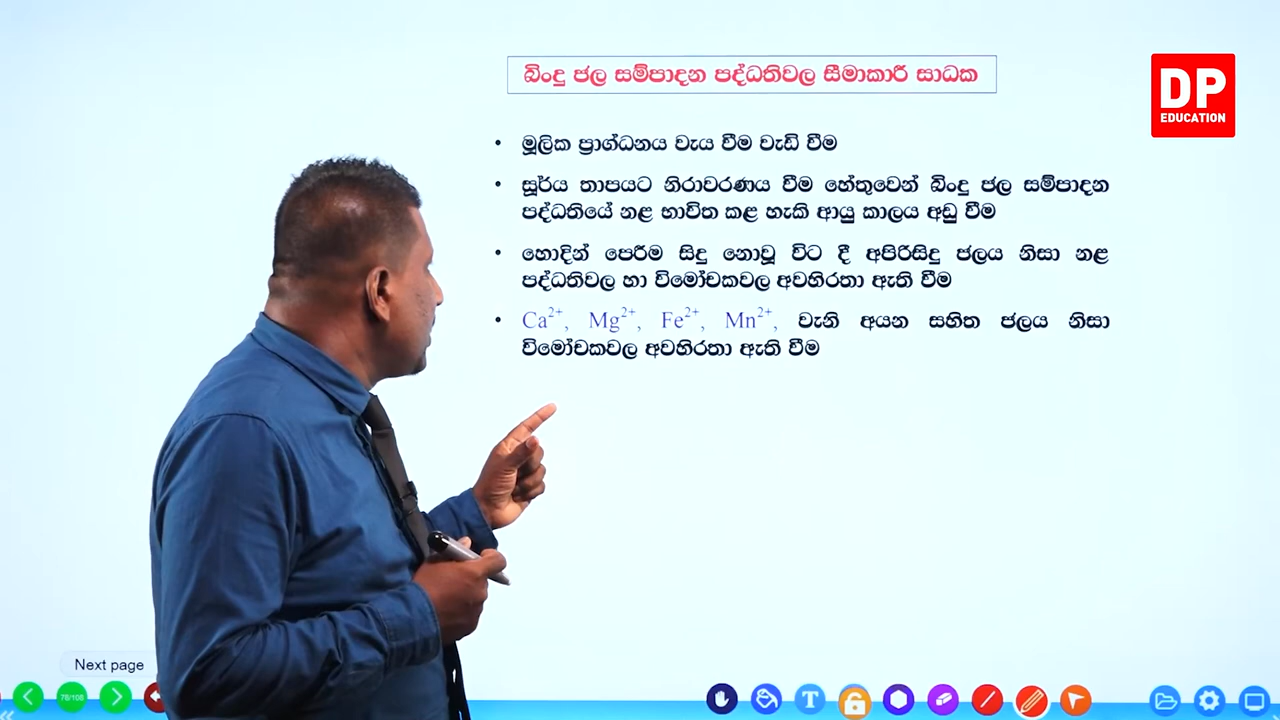 බිංදු ජල සම්පාදන පද්ධතිවල සීමාකාරී සාධක
DP
EDUCATION
• මූලික ප්‍රාග්ධනය වැය වීම වැඩි වීම
• සූර්ය තාපයට නිරාවරණය වීම හේතුවෙන් බිංදු ජල සම්පාදන
පද්ධතියේ නළ භාවිත කළ හැකි ආයු කාලය අඩු වීම
• හොදින් පෙරීම සිදු නොවූ විට දී අපිරිසිදු ජලය නිසා නළ
පද්ධතිවල හා විමෝචකවල අවහිරතා ඇති වීම
• Ca²⁺, Mg²⁺, Fe²⁺, Mn²⁺, වැනි අයන සහිත ජලය නිසා
විමෝචකවල අවහිරතා ඇති වීම
Next page
T